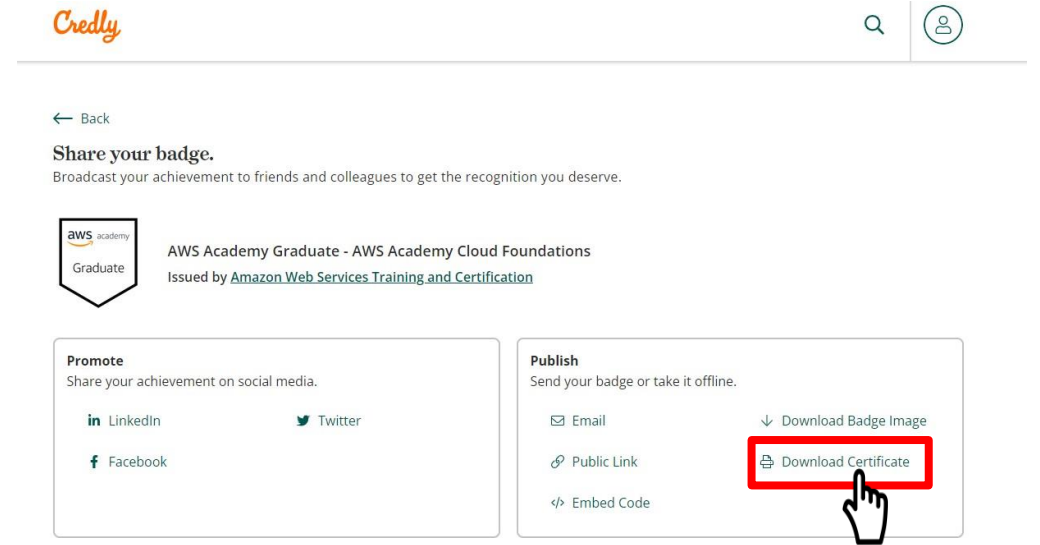 Credly
Back
Share your badge.
Broadcast your achievement to friends and colleagues to get the recognition you deserve.
aws academy
Graduate
AWS Academy Graduate - AWS Academy Cloud Foundations
Issued by Amazon Web Services Training and Certification
Promote
Share your achievement on social media.
LinkedIn
Twitter
Facebook
Publish
Send your badge or take it offline.
Email
Download Badge Image
Public Link
Download Certificate
Embed Code